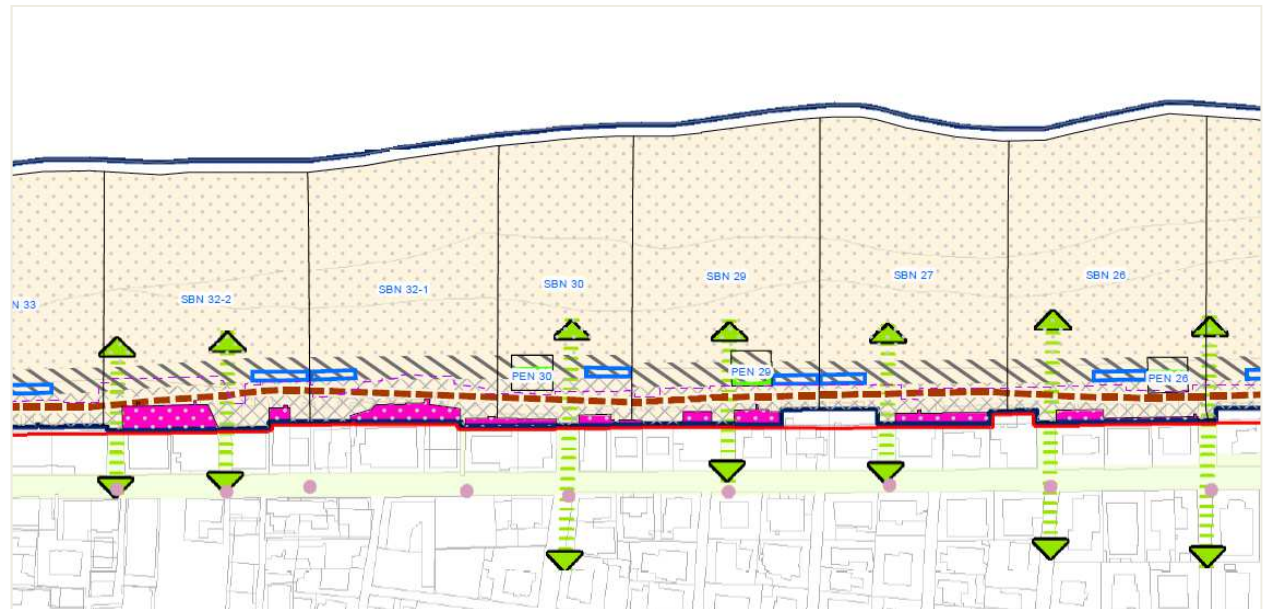 N 33
SBN 32-2
SBN 32-1
SBN 30
SBN 29
SBN 27
SBN 26
PEN 30
PEN 29
PEN 26